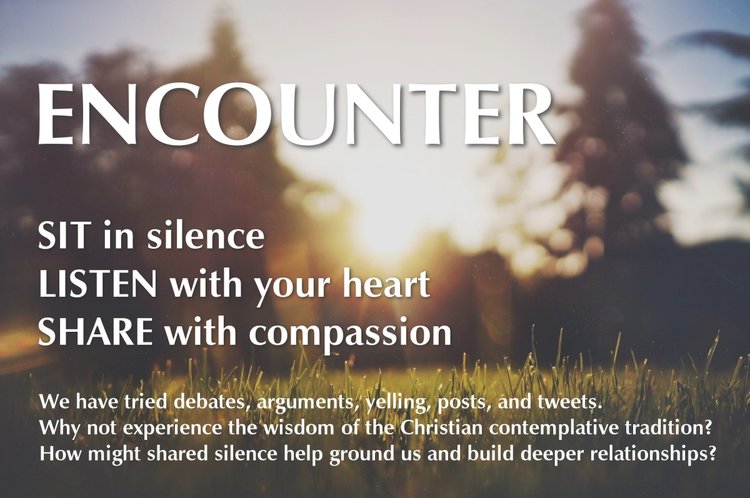 ENCOUNTER
SIT in silence
LISTEN with your heart
SHARE with compassion
We have tried debates, arguments, yelling, posts, and tweets.
Why not experience the wisdom of the Christian contemplative tradition?
How might shared silence help ground us and build deeper relationships?